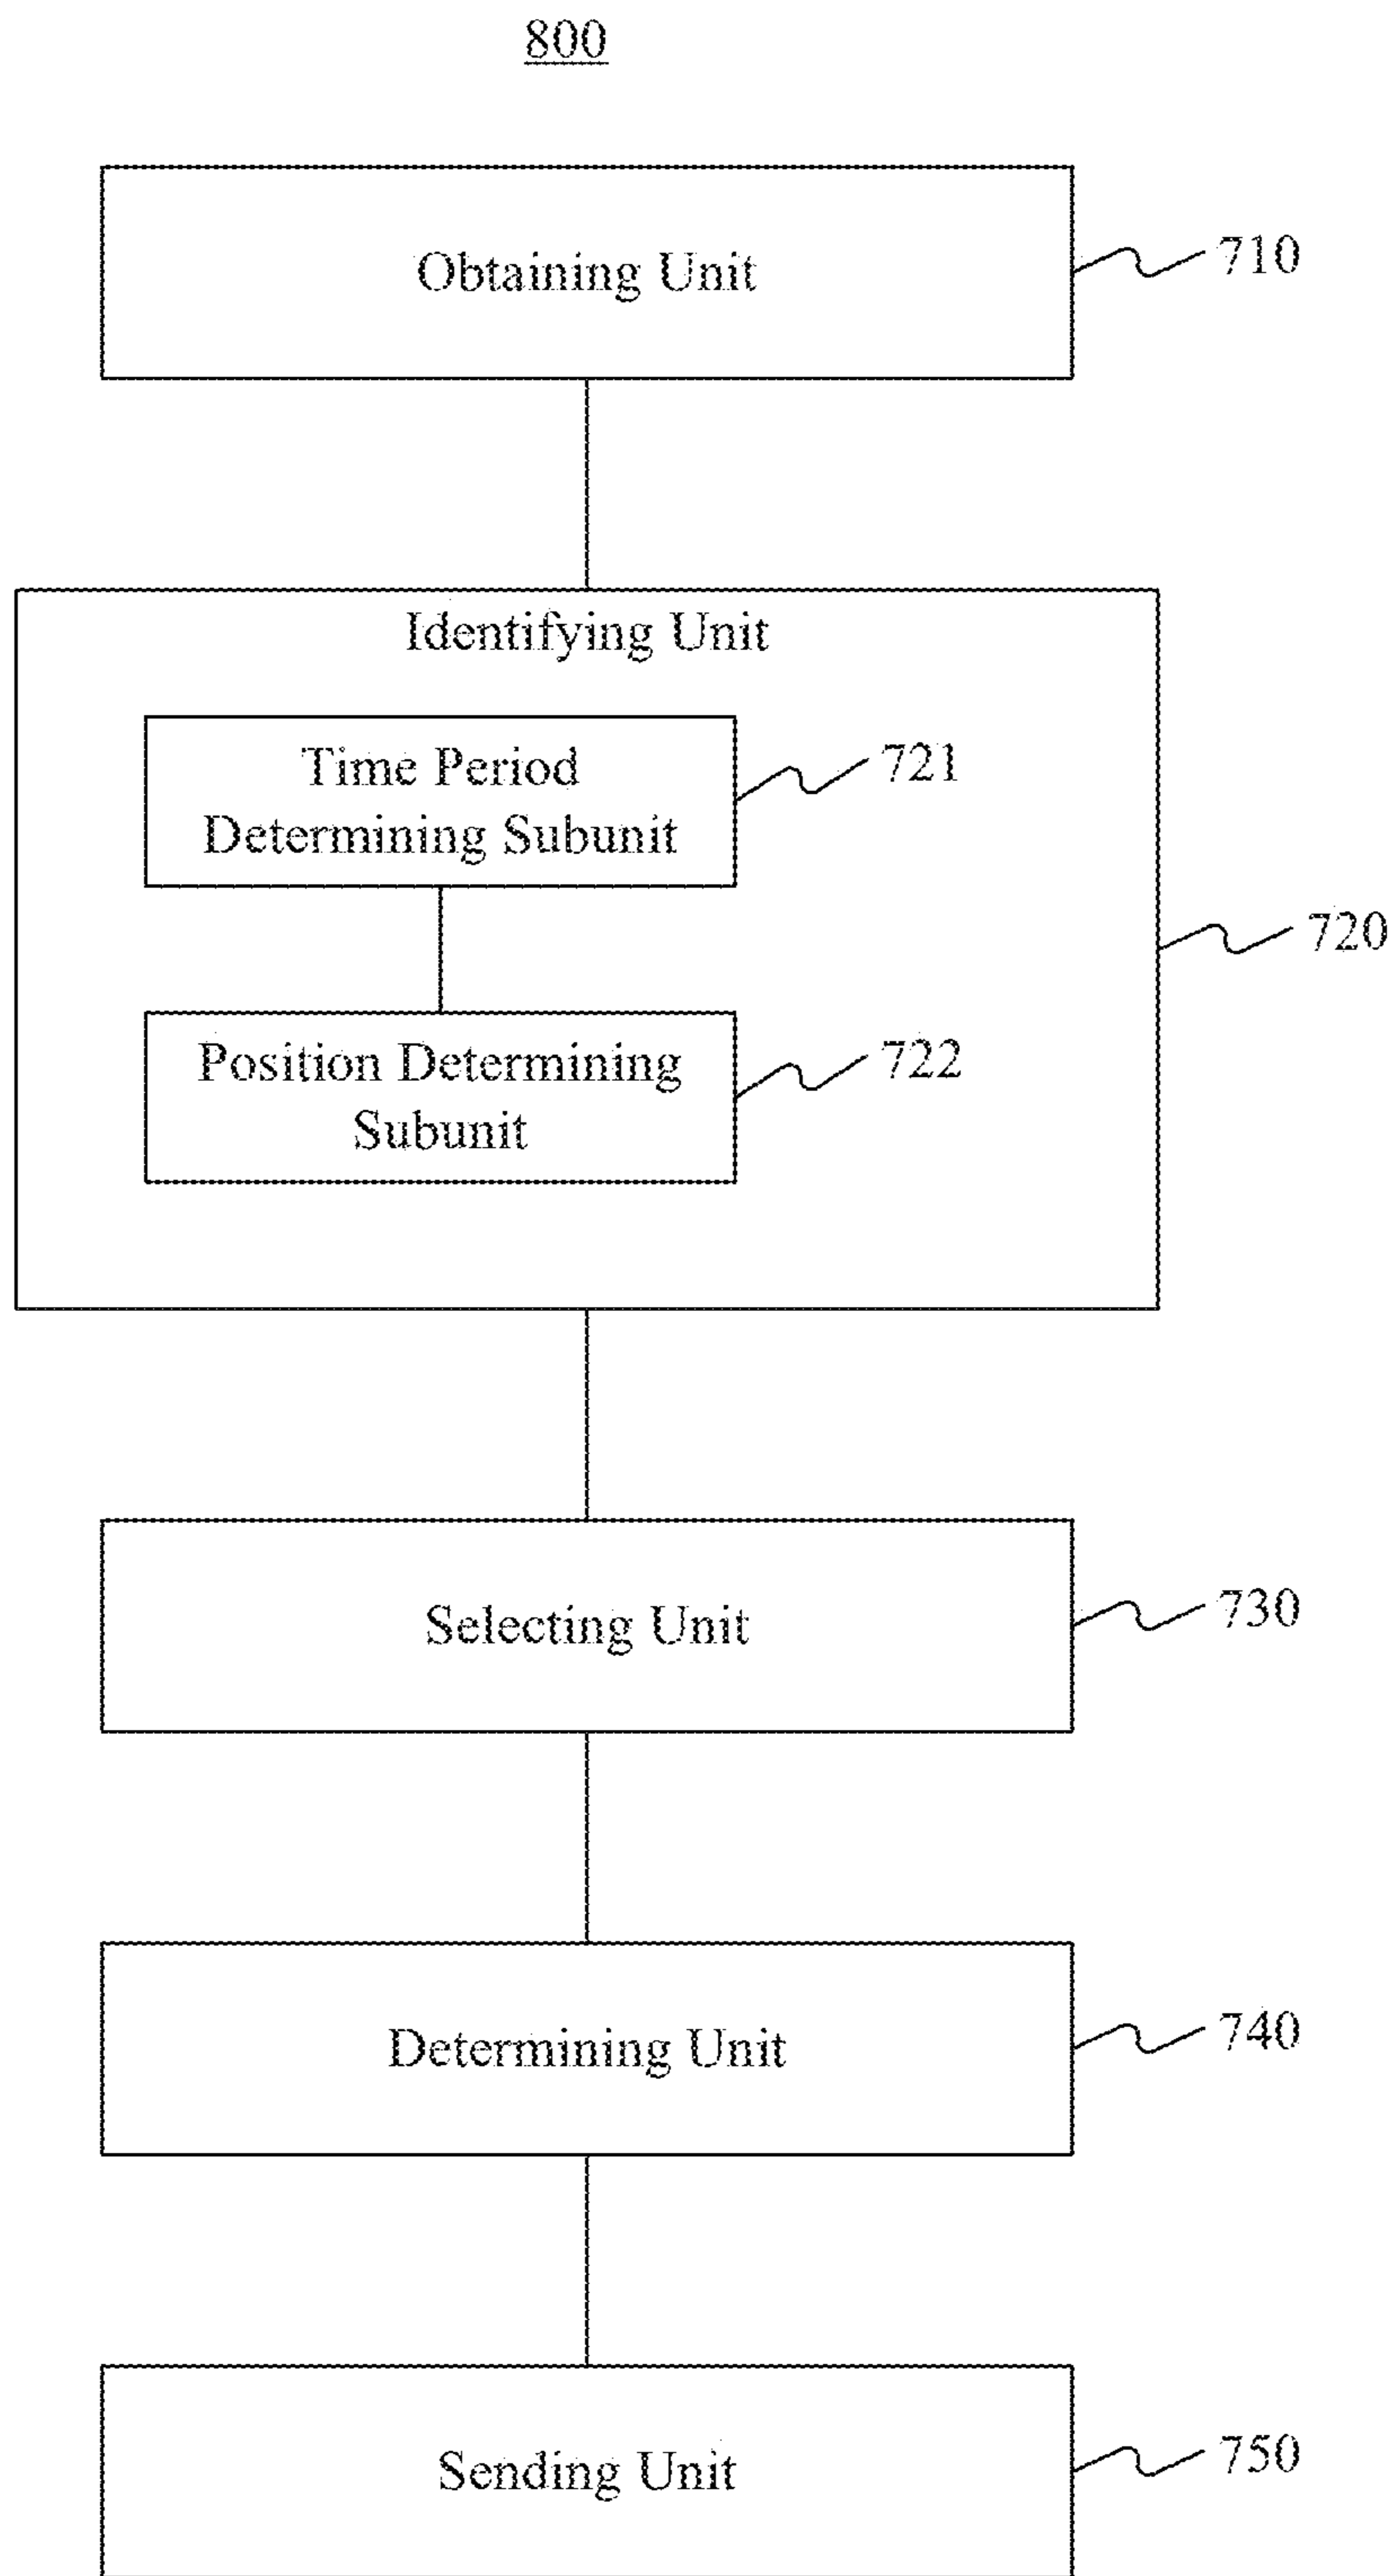 800
Obtaining Unit
710
Identifying Unit
Time Period
Determining Subunit
721
720
Position Determining
Subunit
722
Selecting Unit
730
Determining Unit
740
Sending Unit
750